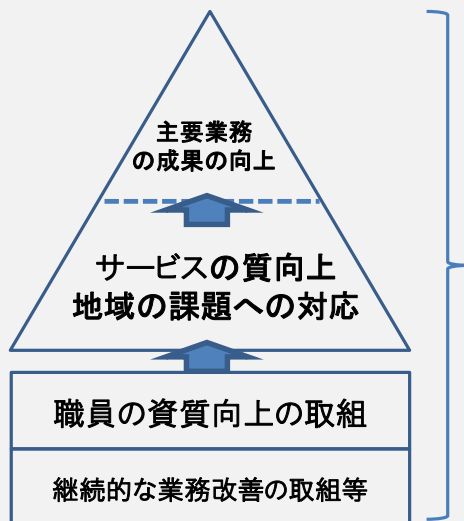 主要業務
の成果の向上
サービスの質向上
地域の課題への対応
職員の資質向上の取組
継続的な業務改善の取組等